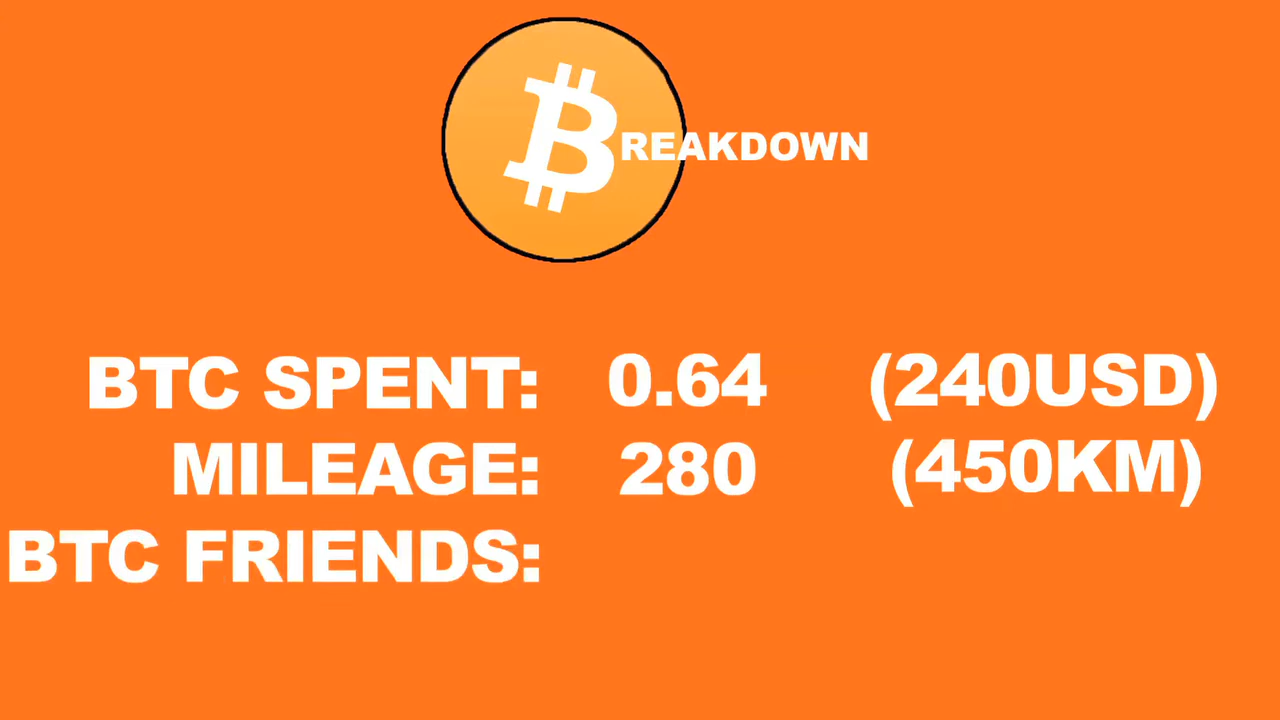 BREAKDOWN
BTC SPENT: 0.64 (240USD)
MILEAGE: 280 (450KM)
BTC FRIENDS: